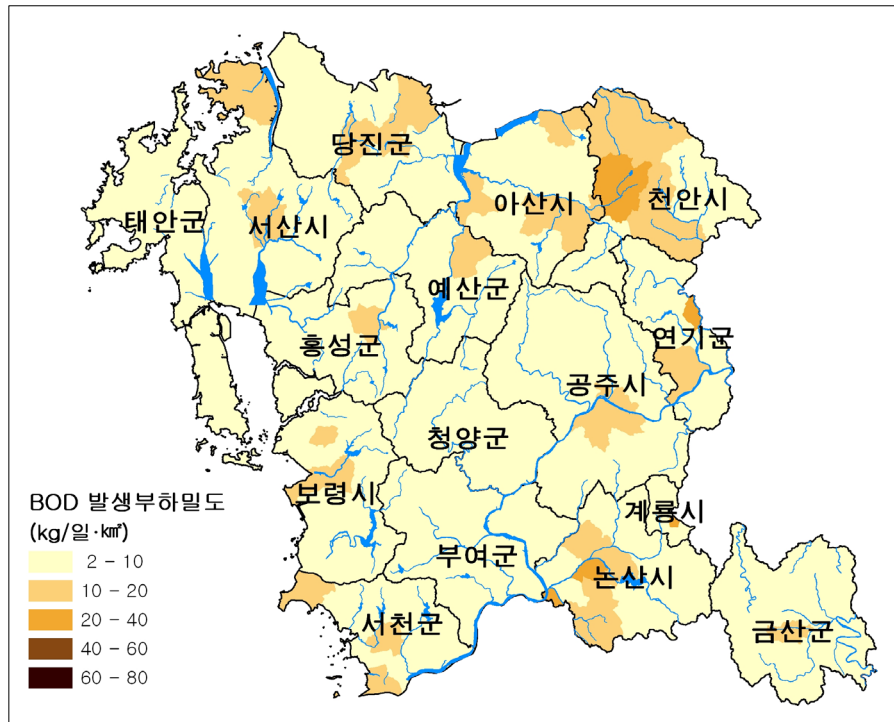 당진군
천안시
아산시
태안군
서산시
예산군
연기군
홍성군
공주시
청양군
BOD 발생부하밀도
(kg/일·㎢)
2 - 10
10 - 20
20 - 40
40 - 60
60 - 80
보령시
계룡시
부여군
논산시
서천군
금산군